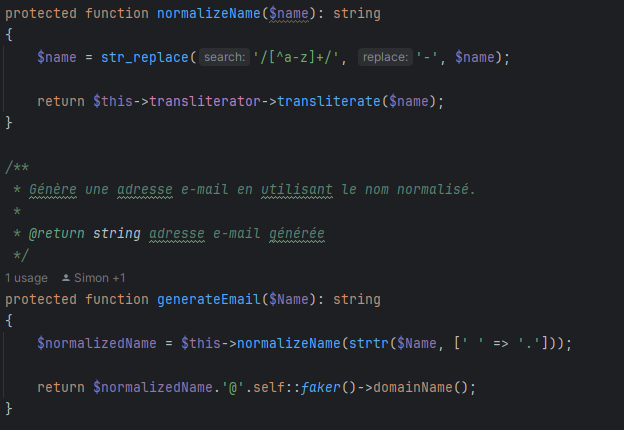 protected function normalizeName($name): string
{
    $name = str_replace( search: '/[^a-z]+/', replace: '-', $name);

    return $this->transliterator->transliterate($name);
}

/**
 * Génère une adresse e-mail en utilisant le nom normalisé.
 *
 * @return string adresse e-mail générée
 */
1 usage Simon +1
protected function generateEmail($Name): string
{
    $normalizedName = $this->normalizeName(strtr($Name, [' ' => '.']));

    return $normalizedName.'@'.self::faker()->domainName();
}